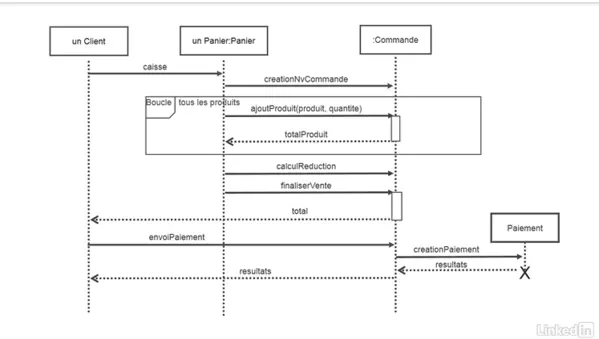 un Client
un Panier:Panier
:Commande
caisse
creationNvCommande
Boucle tous les produits
ajoutProduit(produit, quantite)
totalProduit
calculReduction
finaliserVente
total
Paiement
envoiPaiement
creationPaiement
resultats
resultats
LinkedIn